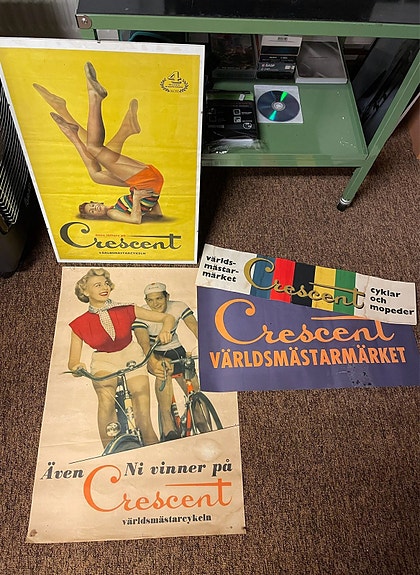 Crescent
VÄRLDSMÄSTARCYKELN
världs-
mästar-
märket
Crescent
Cyklar
och
mopeder
Crescent
VÄRLDSMÄSTARMÄRKET
Även Ni vinner på
Crescent
världsmästarcykeln